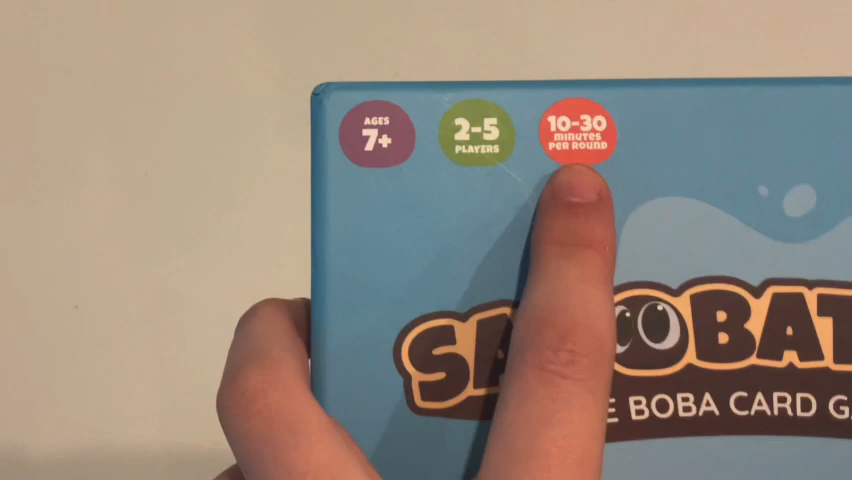 AGES
7+
2-5
PLAYERS
10-30
MINUTES
PER ROUND
BOBA CARD